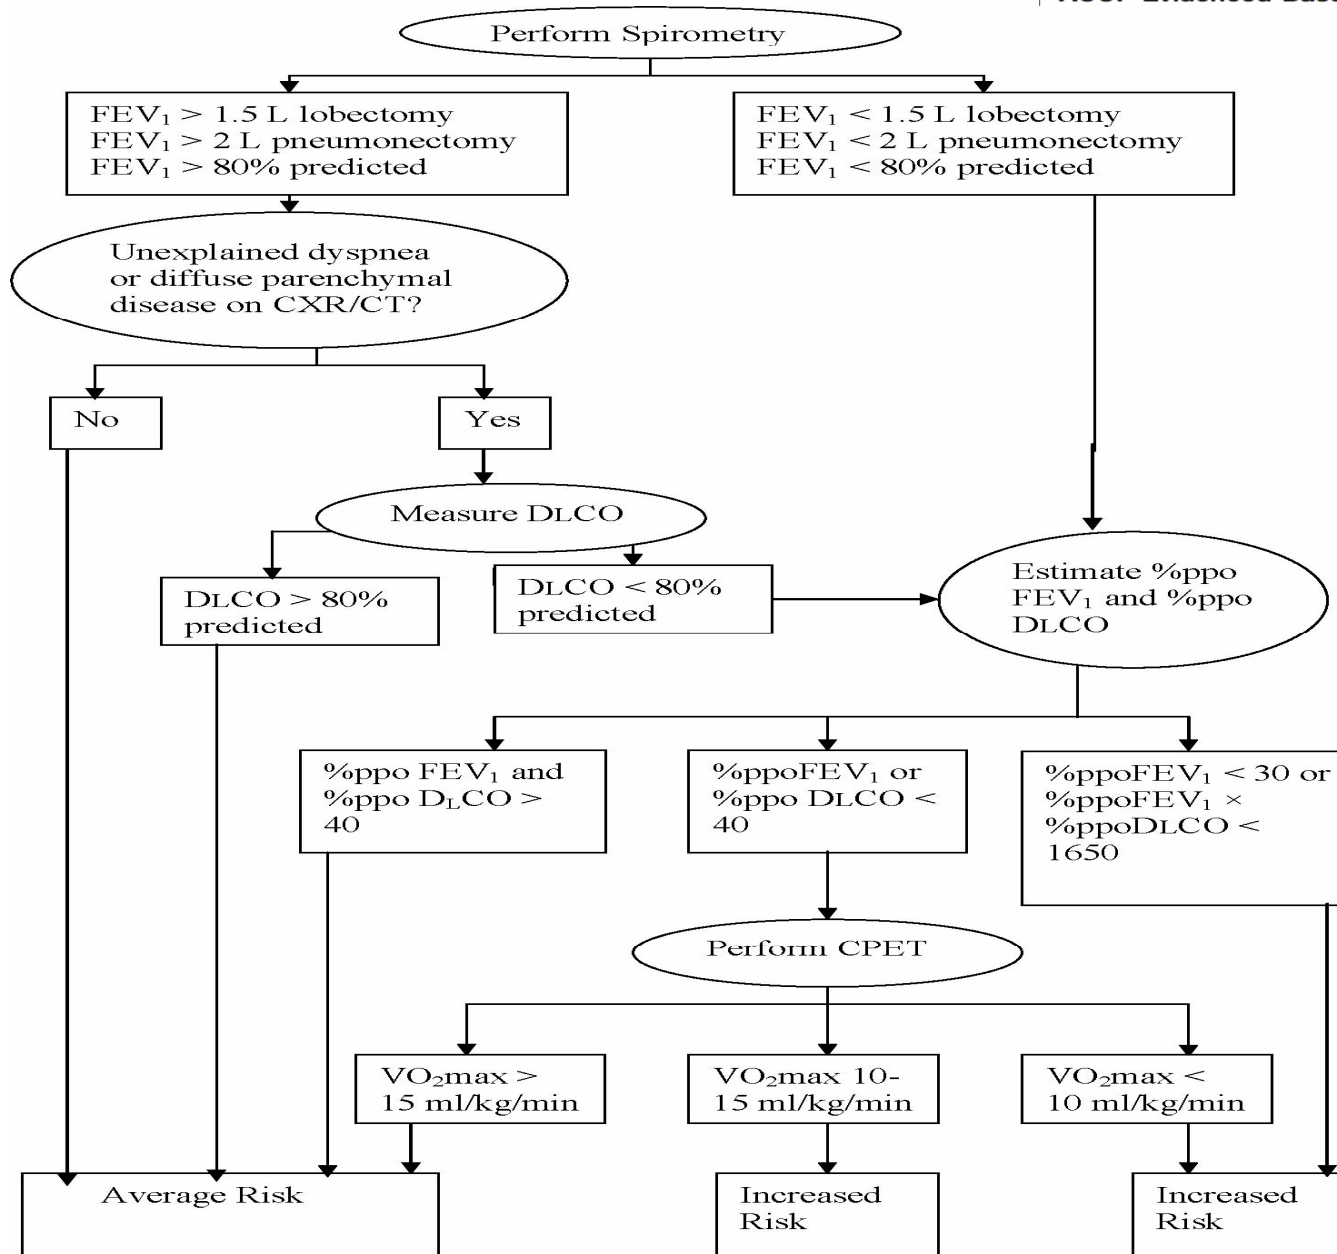 Perform Spirometry
FEV₁ > 1.5 L lobectomy
FEV₁ > 2 L pneumonectomy
FEV₁ > 80% predicted
FEV₁ < 1.5 L lobectomy
FEV₁ < 2 L pneumonectomy
FEV₁ < 80% predicted
Unexplained dyspnea
or diffuse parenchymal
disease on CXR/CT?
No
Yes
Measure DLCO
DLCO > 80%
predicted
DLCO < 80%
predicted
Estimate %ppo
FEV₁ and %ppo
DLCO
%ppo FEV₁ and
%ppo DLCO >
40
%ppoFEV₁ or
%ppo DLCO <
40
%ppoFEV₁ < 30 or
%ppoFEV₁ ×
%ppoDLCO <
1650
Perform CPET
VO₂max >
15 ml/kg/min
VO₂max 10-
15 ml/kg/min
VO₂max <
10 ml/kg/min
Average Risk
Increased
Risk
Increased
Risk